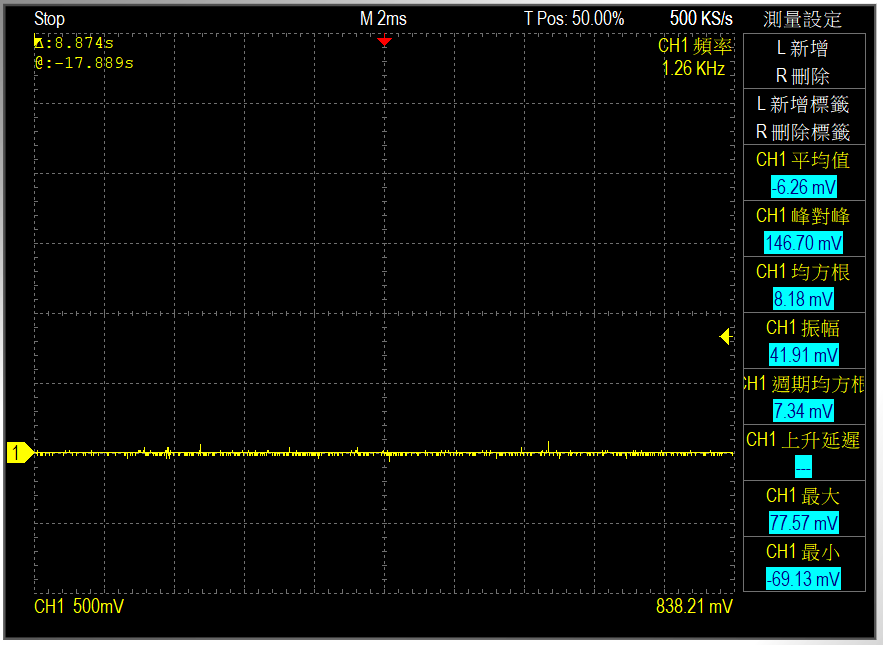 Stop M 2ms T Pos: 50.00% 500 KS/s
Δ:8.874s
@:-17.889s
CH1 頻率
1.26 KHz
1
CH1 500mV 838.21 mV
測量設定
L 新增
R 刪除
L 新增標籤
R 刪除標籤
CH1 平均值
-6.26 mV
CH1 峰對峰
146.70 mV
CH1 均方根
8.18 mV
CH1 振幅
41.91 mV
CH1 週期均方根
7.34 mV
CH1 上升延遲
---
CH1 最大
77.57 mV
CH1 最小
-69.13 mV